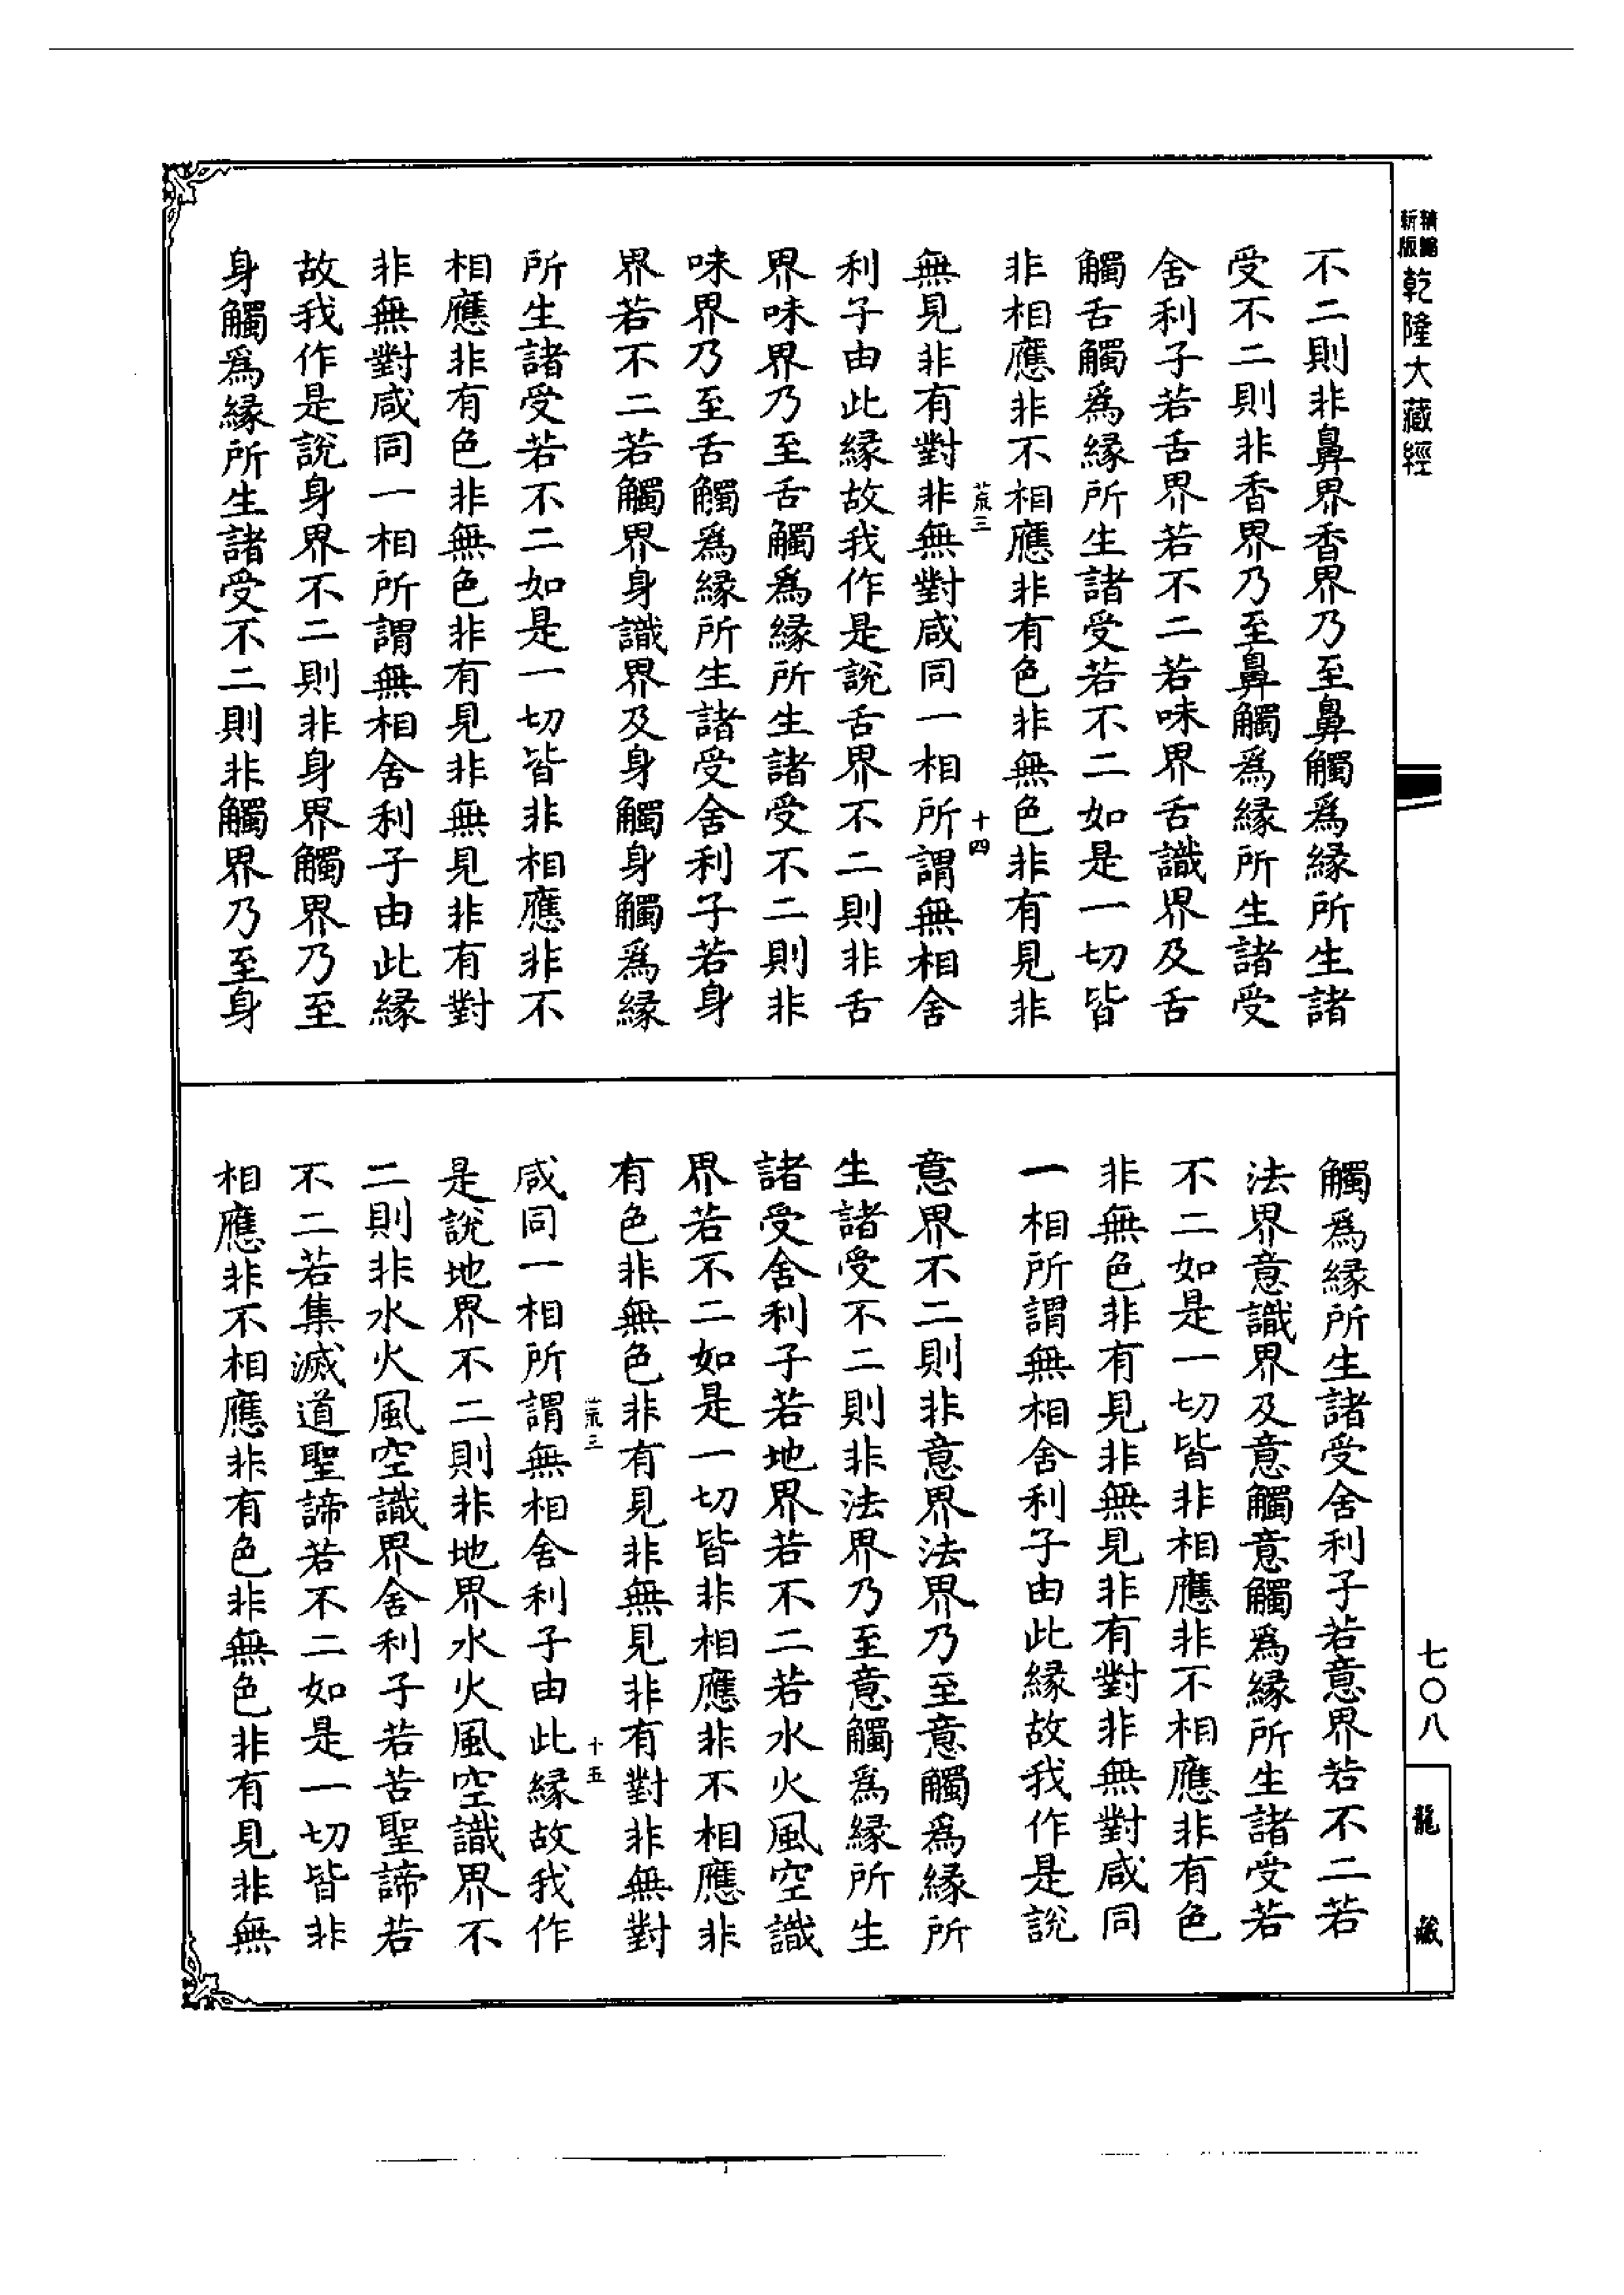 精縮新版乾隆大藏經
不二則非鼻界香界乃至鼻觸爲緣所生諸
受不二則非香界乃至鼻觸爲緣所生諸受
舍利子若舌界若不二若味界舌識界及舌
觸舌觸爲緣所生諸受若不二如是一切皆
非相應非不相應非有色非無色非有見非
荒三 十四
無見非有對非無對咸同一相所謂無相舍
利子由此緣故我作是說舌界不二則非舌
界味界乃至舌觸爲緣所生諸受不二則非
味界乃至舌觸爲緣所生諸受舍利子若身
界若不二若觸界身識界及身觸身觸爲緣
所生諸受若不二如是一切皆非相應非不
相應非有色非無色非有見非無見非有對
非無對咸同一相所謂無相舍利子由此緣
故我作是說身界不二則非身界觸界乃至
身觸爲緣所生諸受不二則非觸界乃至身
觸爲緣所生諸受舍利子若意界若不二若
法界意識界及意觸意觸爲緣所生諸受若
不二如是一切皆非相應非不相應非有色
非無色非有見非無見非有對非無對咸同
一相所謂無相舍利子由此緣故我作是說
意界不二則非意界法界乃至意觸爲緣所
生諸受不二則非法界乃至意觸爲緣所生
諸受舍利子若地界若不二若水火風空識
界若不二如是一切皆非相應非不相應非
有色非無色非有見非無見非有對非無對
荒三 十五
咸同一相所謂無相舍利子由此緣故我作
是說地界不二則非地界水火風空識界不
二則非水火風空識界舍利子若苦聖諦若
不二若集滅道聖諦若不二如是一切皆非
相應非不相應非有色非無色非有見非無
七〇八
龍藏